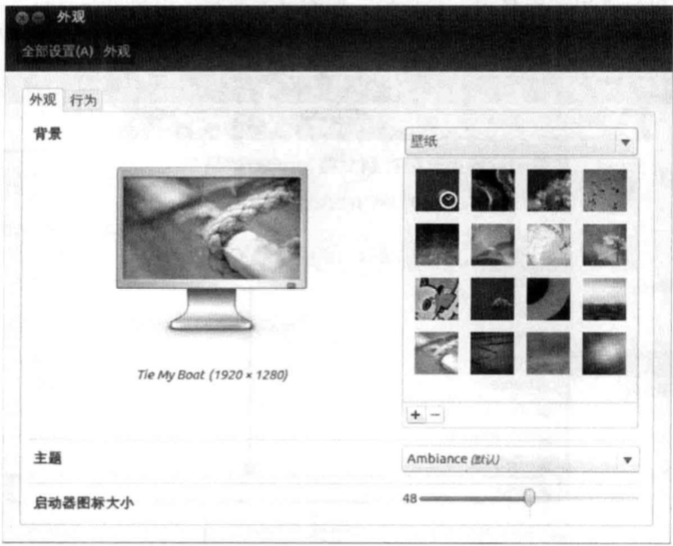 外观
全部设置(A) 外观
外观 行为
背景
壁纸
Tie My Boat (1920 × 1280)
+ −
主题
Ambiance (默认)
启动器图标大小
48